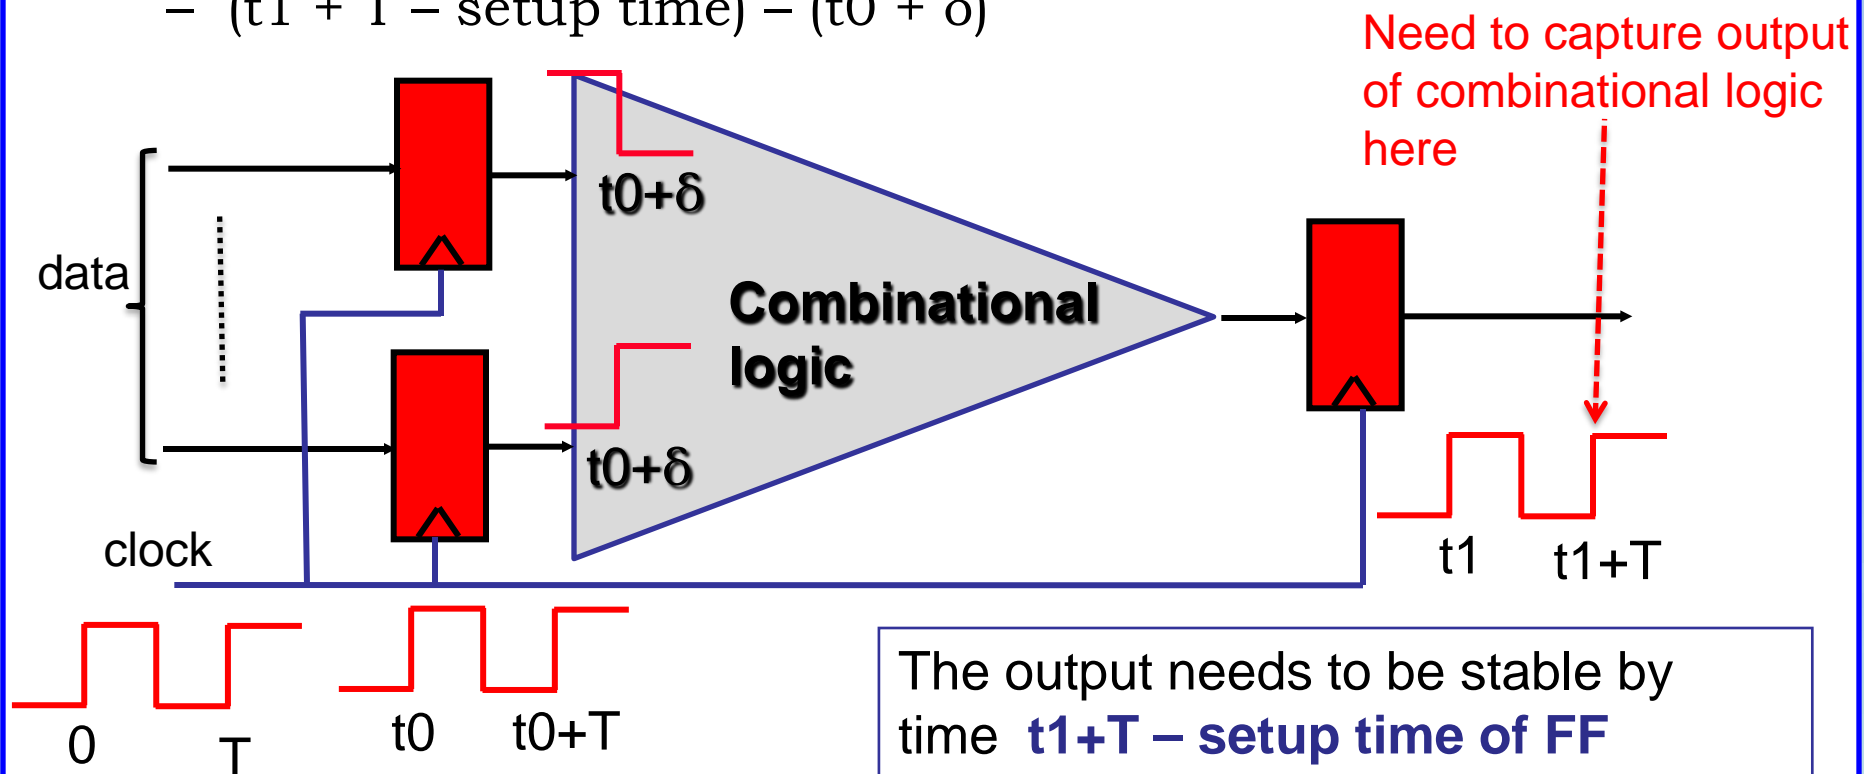 – (t1 + T – setup time) – (t0 + δ)
Need to capture output
of combinational logic
here
t0+δ
data
Combinational
logic
t0+δ
clock
t1 t1+T
0 T
t0 t0+T
The output needs to be stable by
time t1+T – setup time of FF